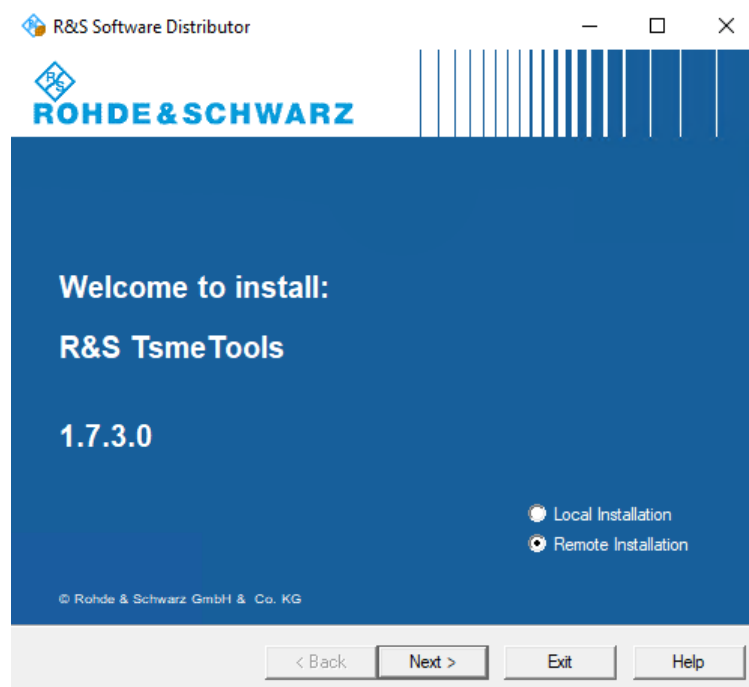 R&S Software Distributor
R&S
ROHDE&SCHWARZ
Welcome to install:
R&S TsmeTools
1.7.3.0
Local Installation
Remote Installation
© Rohde & Schwarz GmbH & Co. KG
< Back Next > Exit Help